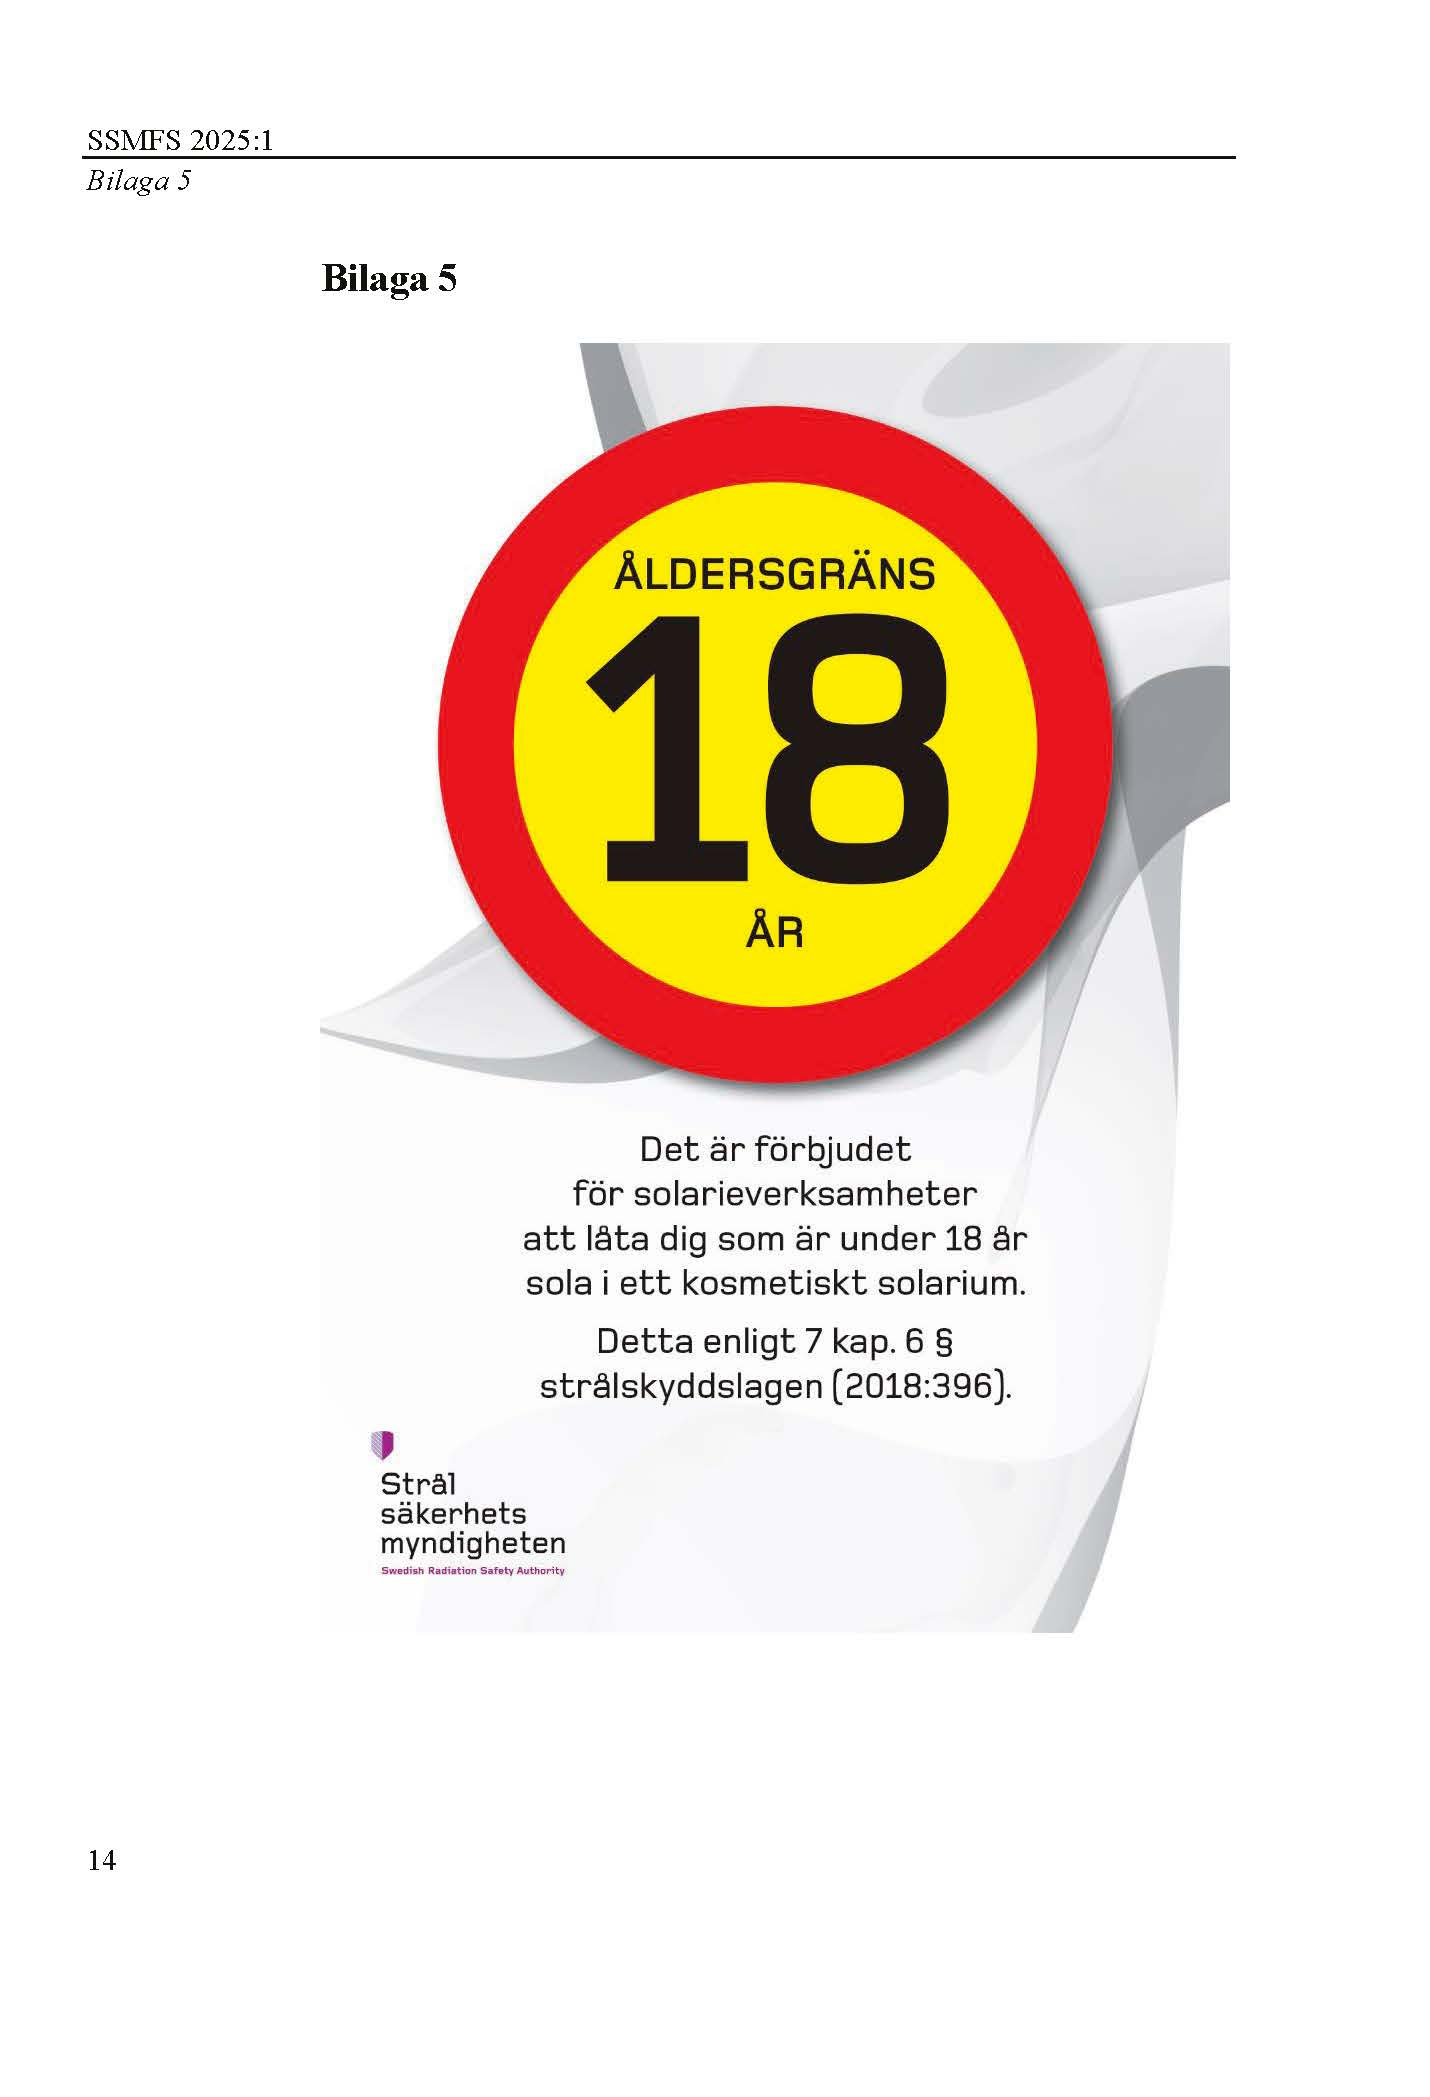 SSMFS 2025:1
Bilaga 5
Bilaga 5
ÅLDERSGRÄNS
18
ÅR
Det är förbjudet
för solarieverksamheter
att låta dig som är under 18 år
sola i ett kosmetiskt solarium.
Detta enligt 7 kap. 6 §
strålskyddslagen (2018:396).
Strål
säkerhets
myndigheten
Swedish Radiation Safety Authority
14